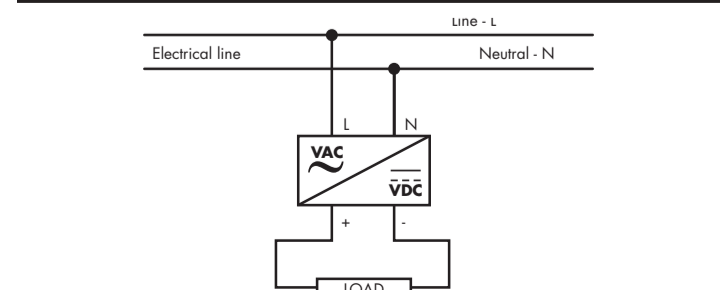 Line - L
Electrical line
Neutral - N
L
N
VAC
VDC
+
-
LOAD